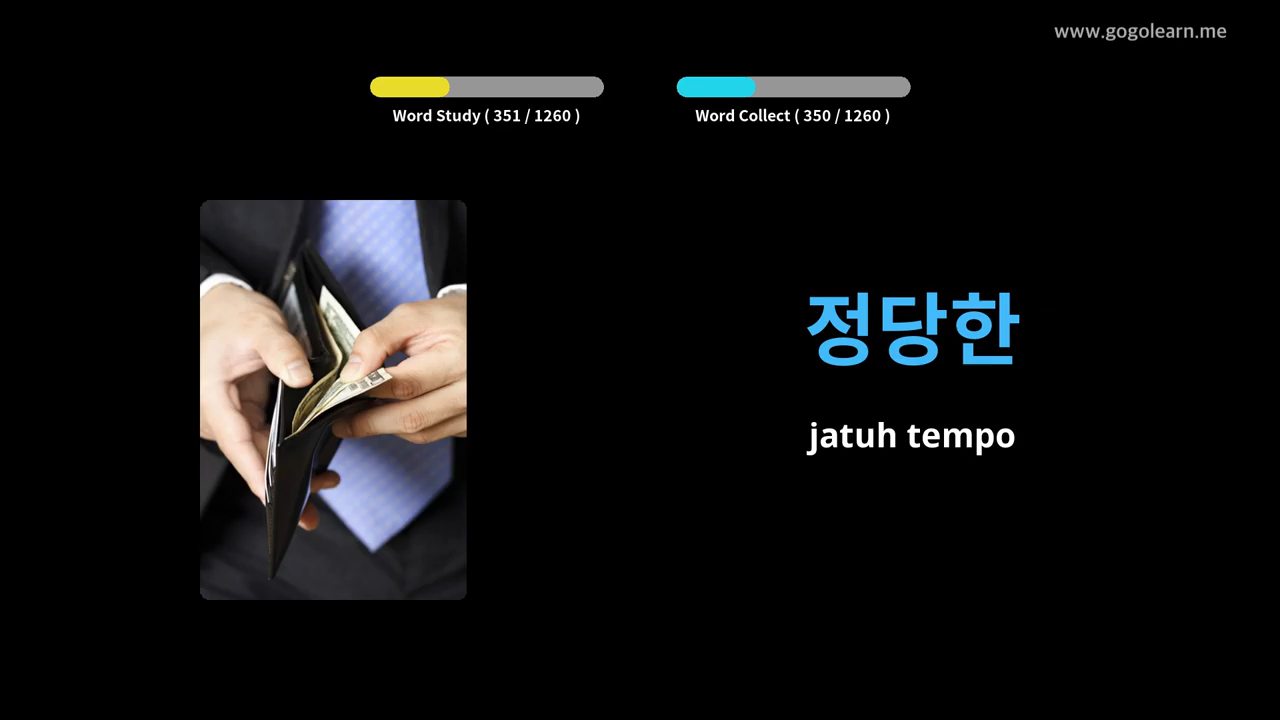 www.gogolearn.me
Word Study ( 351 / 1260 )
Word Collect ( 350 / 1260 )
정당한
jatuh tempo